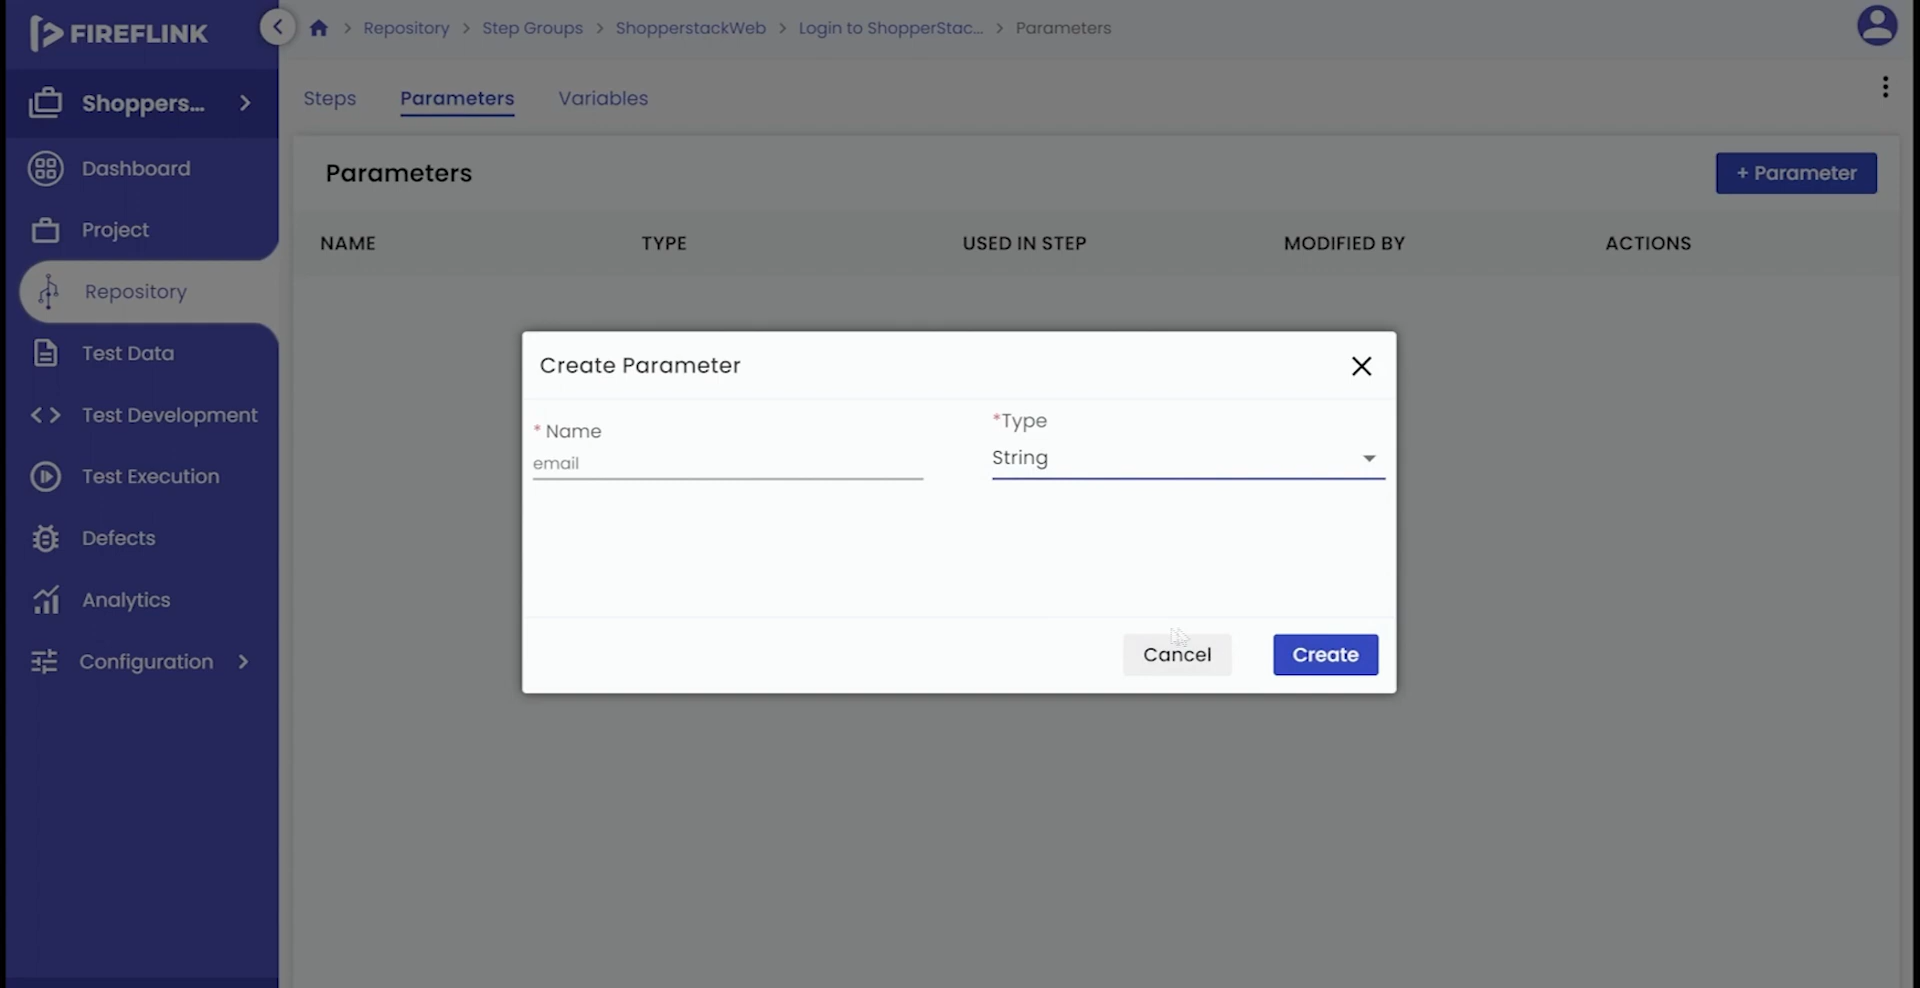 FIREFLINK
Repository > Step Groups > ShopperstackWeb > Login to ShopperStac... > Parameters
Shoppers...
Steps
Parameters
Variables
Dashboard
Project
Repository
Test Data
Test Development
Test Execution
Defects
Analytics
Configuration
Parameters
+ Parameter
NAME
TYPE
USED IN STEP
MODIFIED BY
ACTIONS
Create Parameter
* Name
email
*Type
String
Cancel
Create